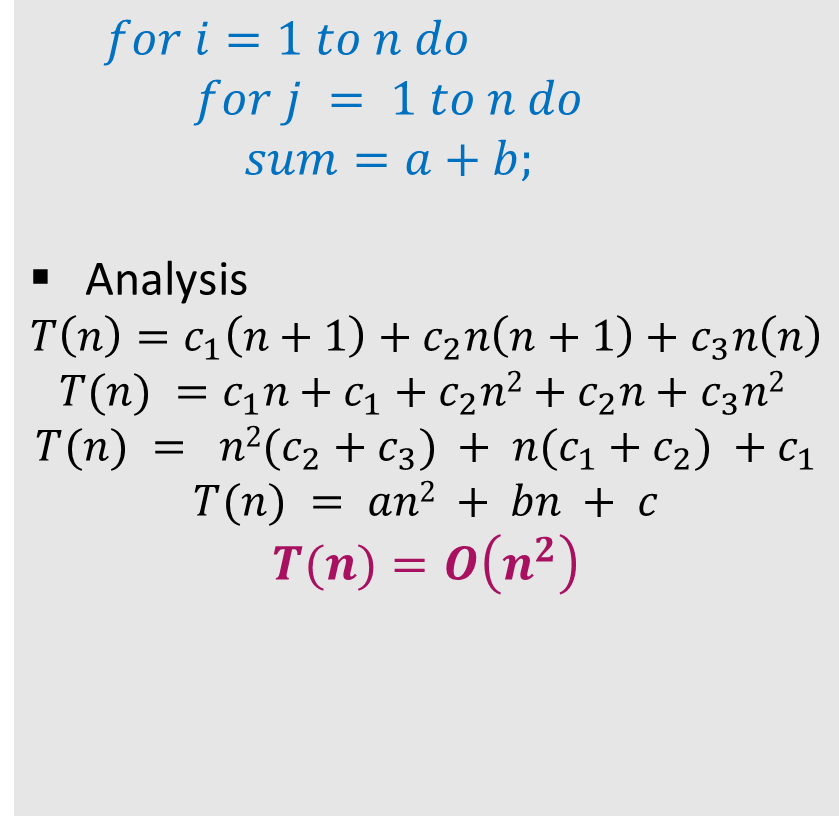 for i = 1 to n do
for j = 1 to n do
sum = a + b;
▪ Analysis
T(n) = c₁(n + 1) + c₂n(n + 1) + c₃n(n)
T(n) = c₁n + c₁ + c₂n² + c₂n + c₃n²
T(n) = n²(c₂ + c₃) + n(c₁ + c₂) + c₁
T(n) = an² + bn + c
T(n) = O(n²)